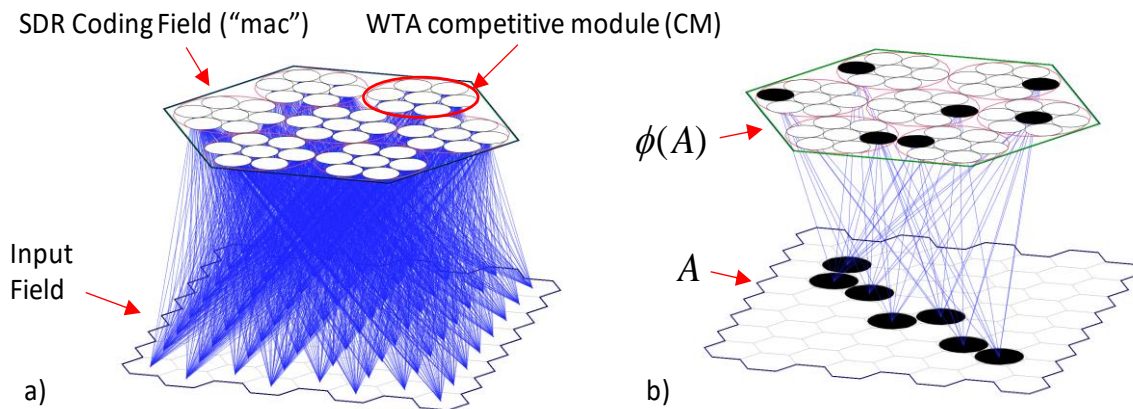 SDR Coding Field (“mac”)
WTA competitive module (CM)
ϕ(A)
Input
Field
A
a)
b)